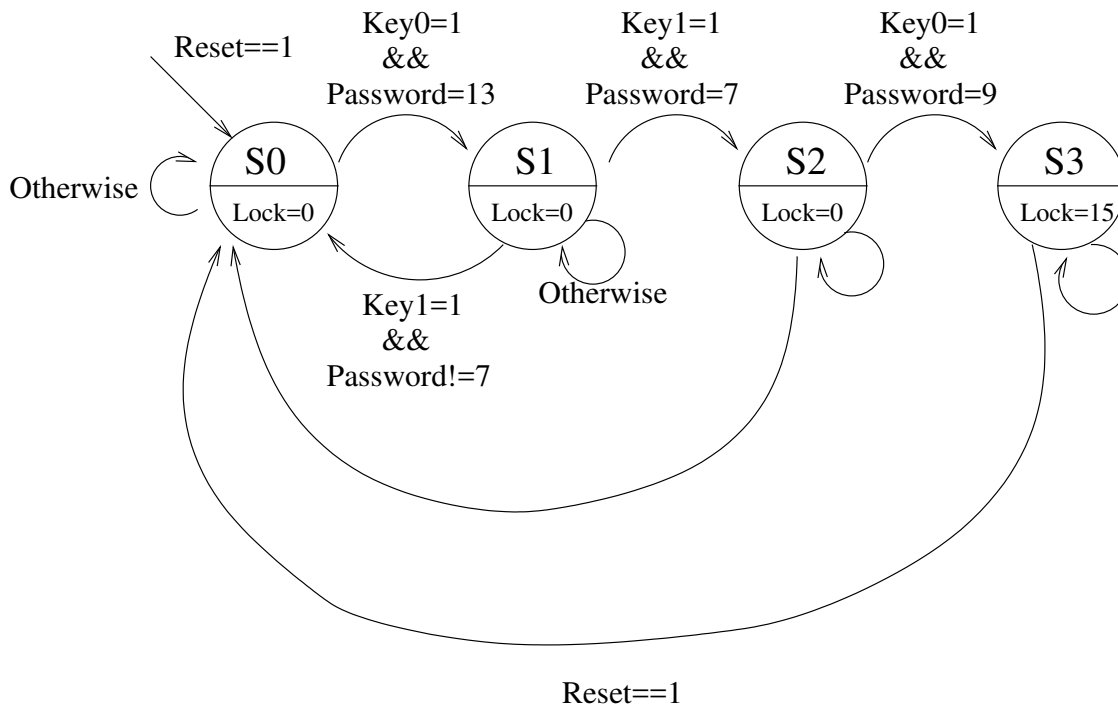 Reset==1
Key0=1
&&
Password=13
Key1=1
&&
Password=7
Key0=1
&&
Password=9
Otherwise
S0
Lock=0
S1
Lock=0
S2
Lock=0
S3
Lock=15
Otherwise
Key1=1
&&
Password!=7
Reset==1